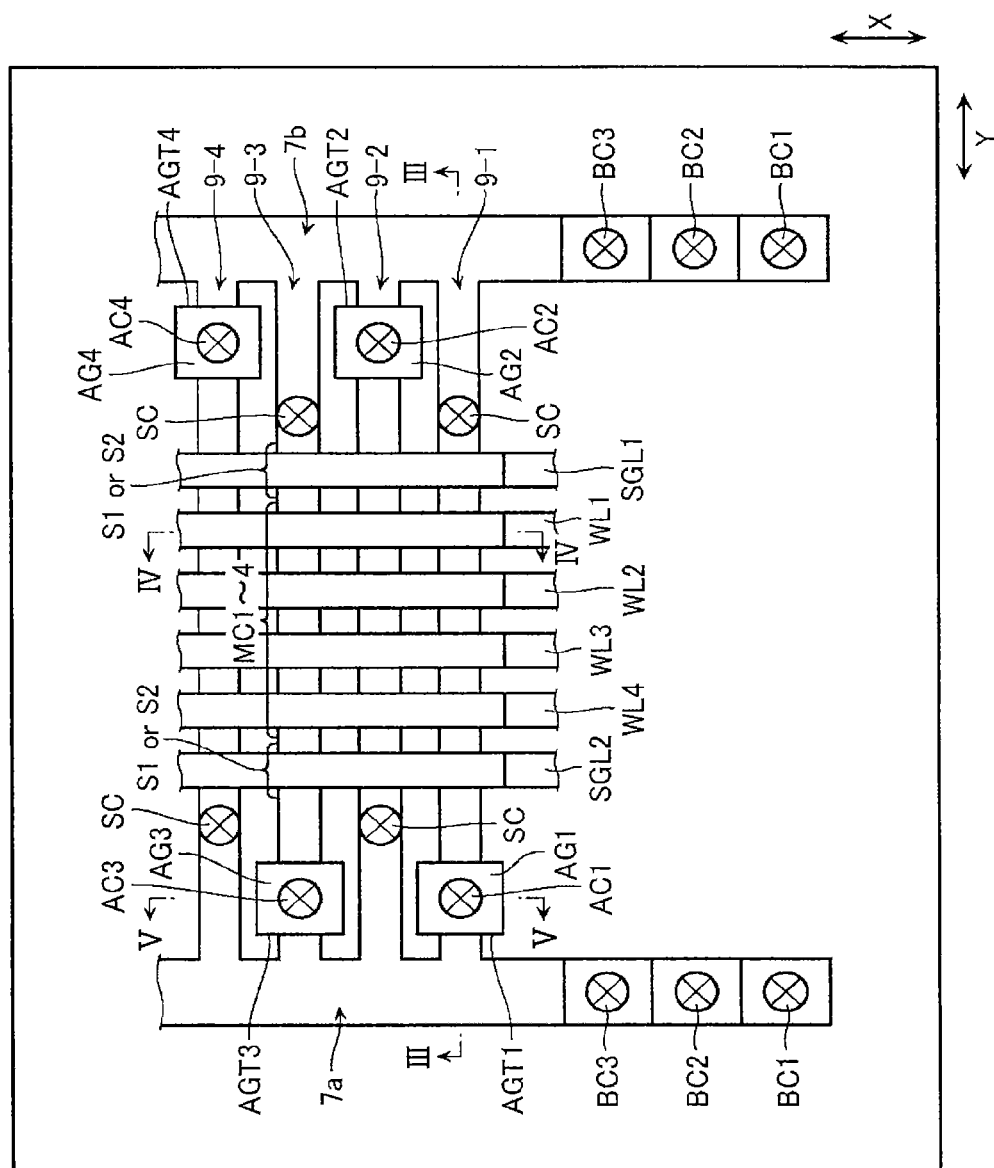 X
Y
AGT4
9-4
9-3
7b
AGT2
9-2
III
9-1
BC3
BC2
BC1
AG4
AC4
AC2
AG2
SC
SC
S1 or S2
SGL1
WL1
IV
IV
MC1~4
WL2
WL3
WL4
S1 or S2
SGL2
SC
SC
AC3
AG3
AG1
AC1
V
V
AGT3
7a
III
AGT1
BC3
BC2
BC1